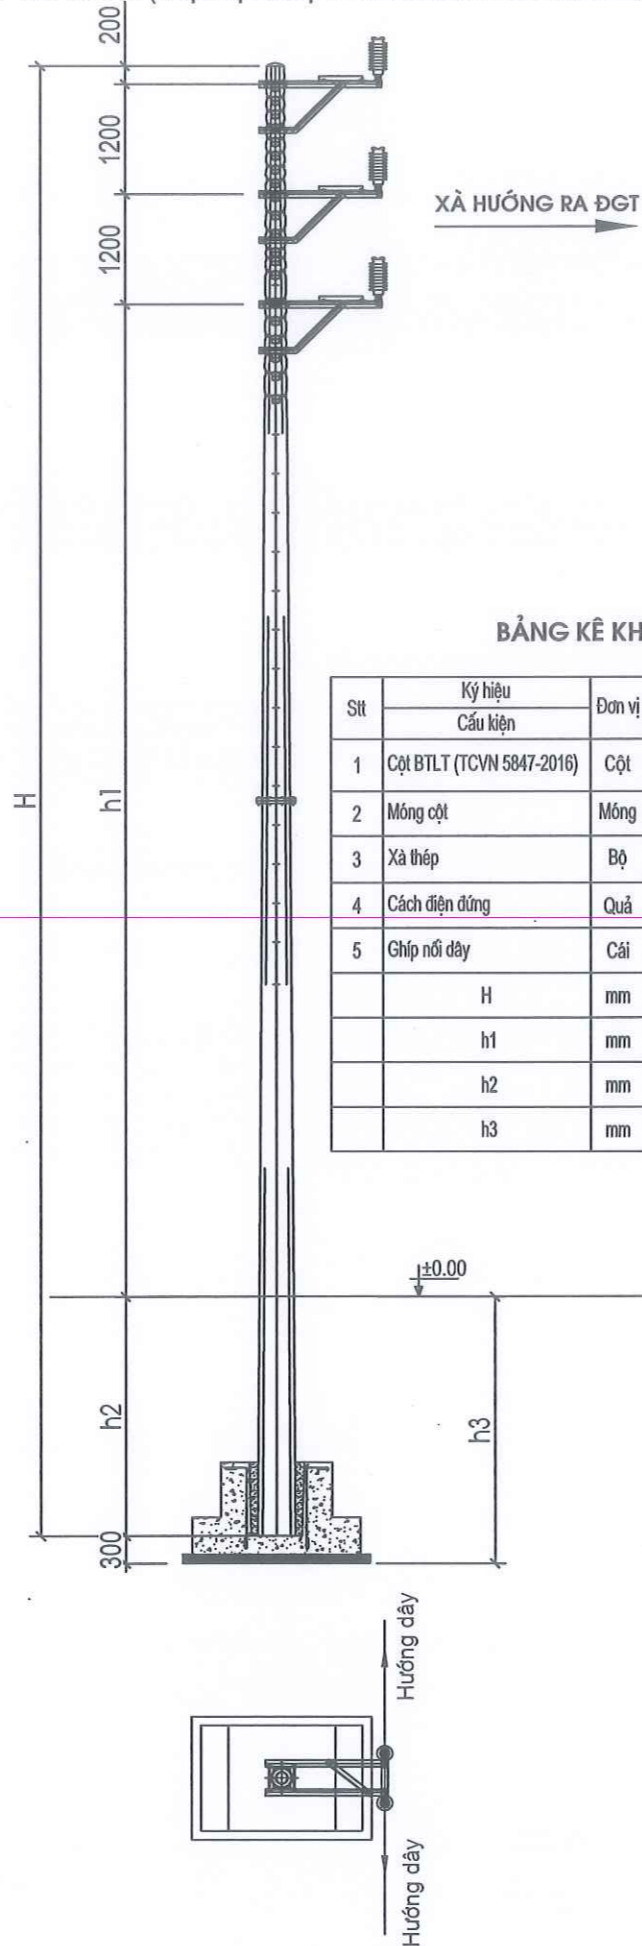 200
1200
1200
XÀ HƯỚNG RA ĐGT
H
h1
BẢNG KÊ KH
Stt
Ký hiệu
Cấu kiện
Đơn vị
1 Cột BTLT (TCVN 5847-2016) Cột
2 Móng cột Móng
3 Xà thép Bộ
4 Cách điện đứng Quả
5 Ghíp nối dây Cái
H mm
h1 mm
h2 mm
h3 mm
±0.00
h2
h3
300
Hướng dây
Hướng dây